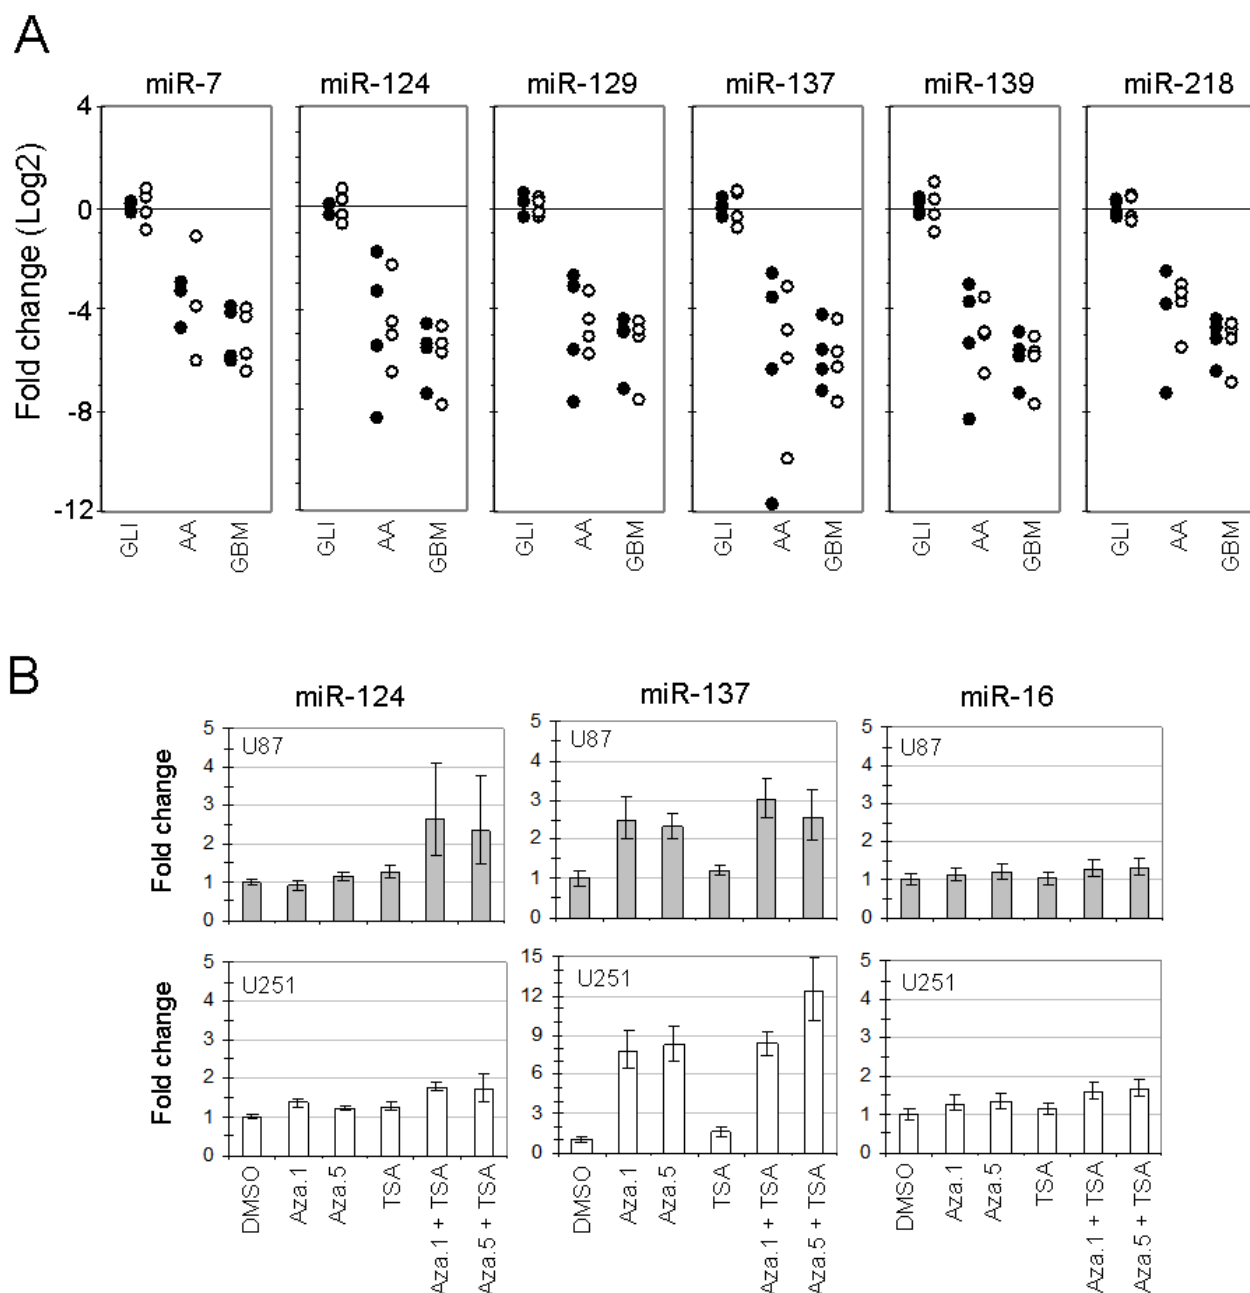 A
miR-7 miR-124 miR-129 miR-137 miR-139 miR-218
Fold change (Log2)
4
0
-4
-8
-12
GLI AA GBM GLI AA GBM GLI AA GBM GLI AA GBM GLI AA GBM GLI AA GBM
B
miR-124 miR-137 miR-16
Fold change
5 4 3 2 1 0
U87
5 4 3 2 1 0
U87
5 4 3 2 1 0
U87
Fold change
5 4 3 2 1 0
U251
15 12 9 6 3 0
U251
5 4 3 2 1 0
U251
DMSO Aza.1 Aza.5 TSA Aza.1 + TSA Aza.5 + TSA
DMSO Aza.1 Aza.5 TSA Aza.1 + TSA Aza.5 + TSA
DMSO Aza.1 Aza.5 TSA Aza.1 + TSA Aza.5 + TSA